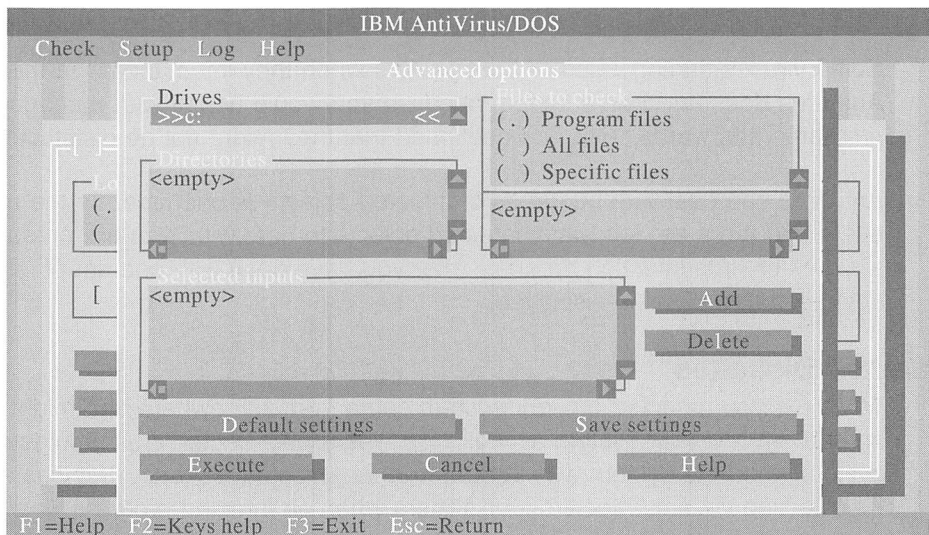 IBM AntiVirus/DOS
Check Setup Log Help
Advanced options
Drives
>>c: <<
Files to check
(.) Program files
( ) All files
( ) Specific files
<empty>
Directories
<empty>
Selected inputs
<empty>
Add
Delete
Default settings
Save settings
Execute
Cancel
Help
Lo
(.
(
[
F1=Help F2=Keys help F3=Exit Esc=Return